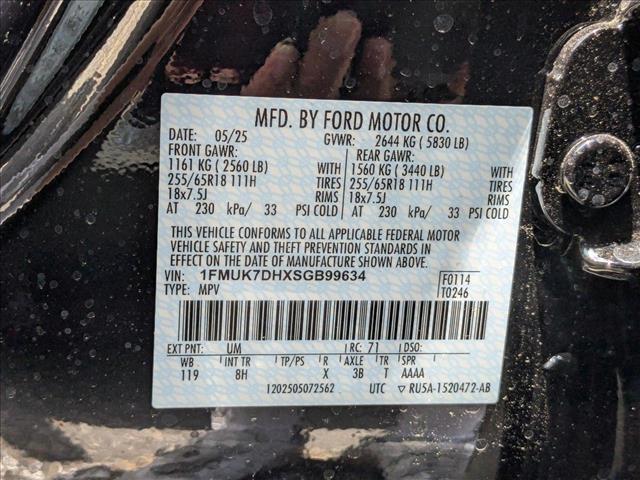 MFD. BY FORD MOTOR CO.
DATE: 05/25 GVWR: 2644 KG ( 5830 LB)
FRONT GAWR: REAR GAWR:
1161 KG ( 2560 LB) WITH 1560 KG ( 3440 LB) WITH
255/65R18 111H TIRES 255/65R18 111H TIRES
18x7.5J RIMS 18x7.5J RIMS
AT 230 kPa/ 33 PSI COLD AT 230 kPa/ 33 PSI COLD
THIS VEHICLE CONFORMS TO ALL APPLICABLE FEDERAL MOTOR
VEHICLE SAFETY AND THEFT PREVENTION STANDARDS IN
EFFECT ON THE DATE OF MANUFACTURE SHOWN ABOVE.
VIN: 1FMUK7DHXSGB99634 F0114
TYPE: MPV T0246
EXT PNT: UM RC: 71 DSO:
WB INT TR TP/PS R AXLE TR SPR
119 8H X 3B T AAAA
1202505072562 UTC ▽ RU5A-1520472-AB